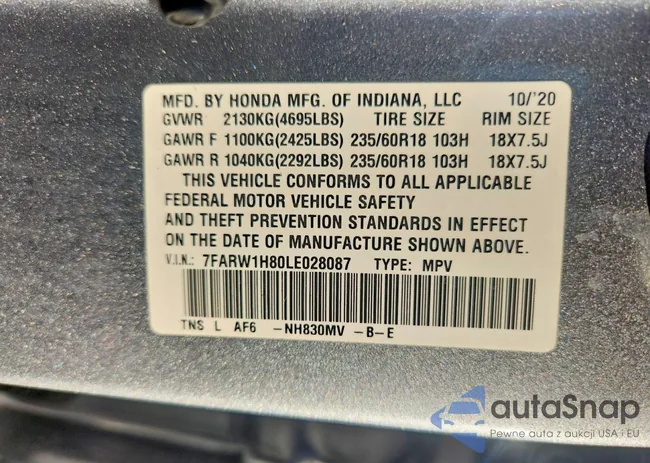 MFD. BY HONDA MFG. OF INDIANA, LLC 10/'20
GVWR 2130KG(4695LBS) TIRE SIZE RIM SIZE
GAWR F 1100KG(2425LBS) 235/60R18 103H 18X7.5J
GAWR R 1040KG(2292LBS) 235/60R18 103H 18X7.5J
THIS VEHICLE CONFORMS TO ALL APPLICABLE
FEDERAL MOTOR VEHICLE SAFETY
AND THEFT PREVENTION STANDARDS IN EFFECT
ON THE DATE OF MANUFACTURE SHOWN ABOVE.
V.I.N.: 7FARW1H80LE028087 TYPE: MPV
TNS L AF6 -NH830MV -B-E
autaSnap
Pewne auta z aukcji USA i EU